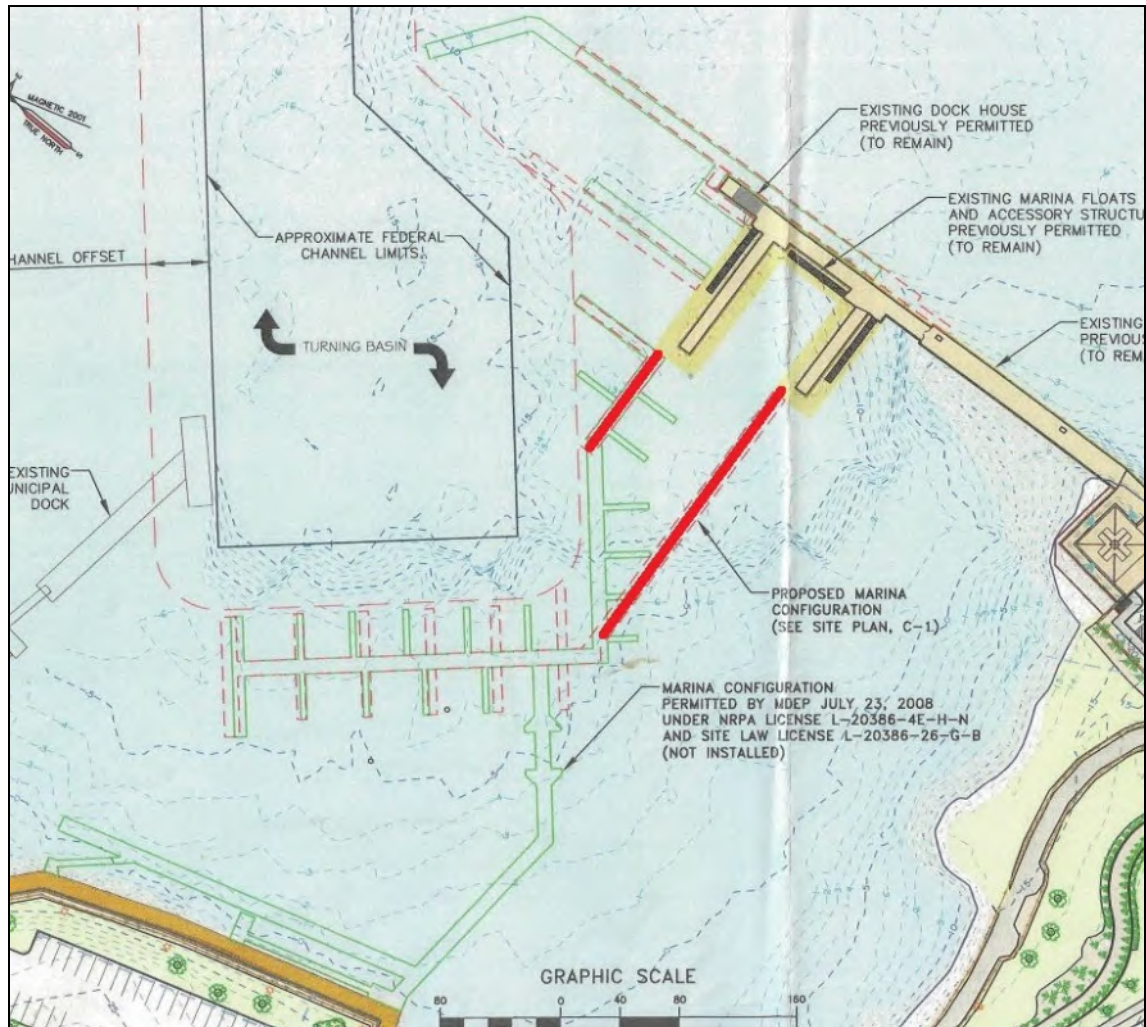 MAGNETIC 2001
TRUE NORTH
S
EXISTING DOCK HOUSE
PREVIOUSLY PERMITTED
(TO REMAIN)
EXISTING MARINA FLOATS
AND ACCESSORY STRUCTU
PREVIOUSLY PERMITTED
(TO REMAIN)
HANNEL OFFSET
APPROXIMATE FEDERAL
CHANNEL LIMITS
EXISTING
PREVIOUS
(TO REM
TURNING BASIN
EXISTING
UNICIPAL
DOCK
PROPOSED MARINA
CONFIGURATION
(SEE SITE PLAN, C-1)
MARINA CONFIGURATION
PERMITTED BY MDEP JULY 23, 2008
UNDER NRPA LICENSE L-20386-4E-H-N
AND SITE LAW LICENSE L-20386-26-G-B
(NOT INSTALLED)
GRAPHIC SCALE
80 0 40 80 160